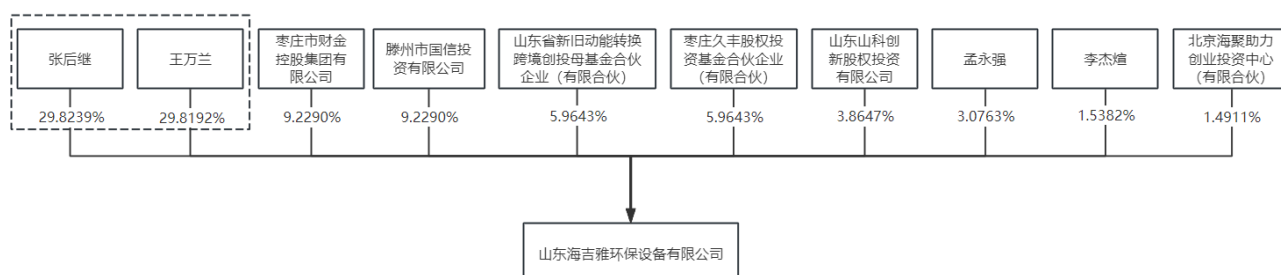 张后继
王万兰
枣庄市财金
控股集团有
限公司
滕州市国信投
资有限公司
山东省新旧动能转换
跨境创投母基金合伙
企业（有限合伙）
枣庄久丰股权投
资基金合伙企业
（有限合伙）
山东山科创
新股权投资
有限公司
孟永强
李杰煊
北京海聚助力
创业投资中心
（有限合伙）
29.8239%
29.8192%
9.2290%
9.2290%
5.9643%
5.9643%
3.8647%
3.0763%
1.5382%
1.4911%
山东海吉雅环保设备有限公司